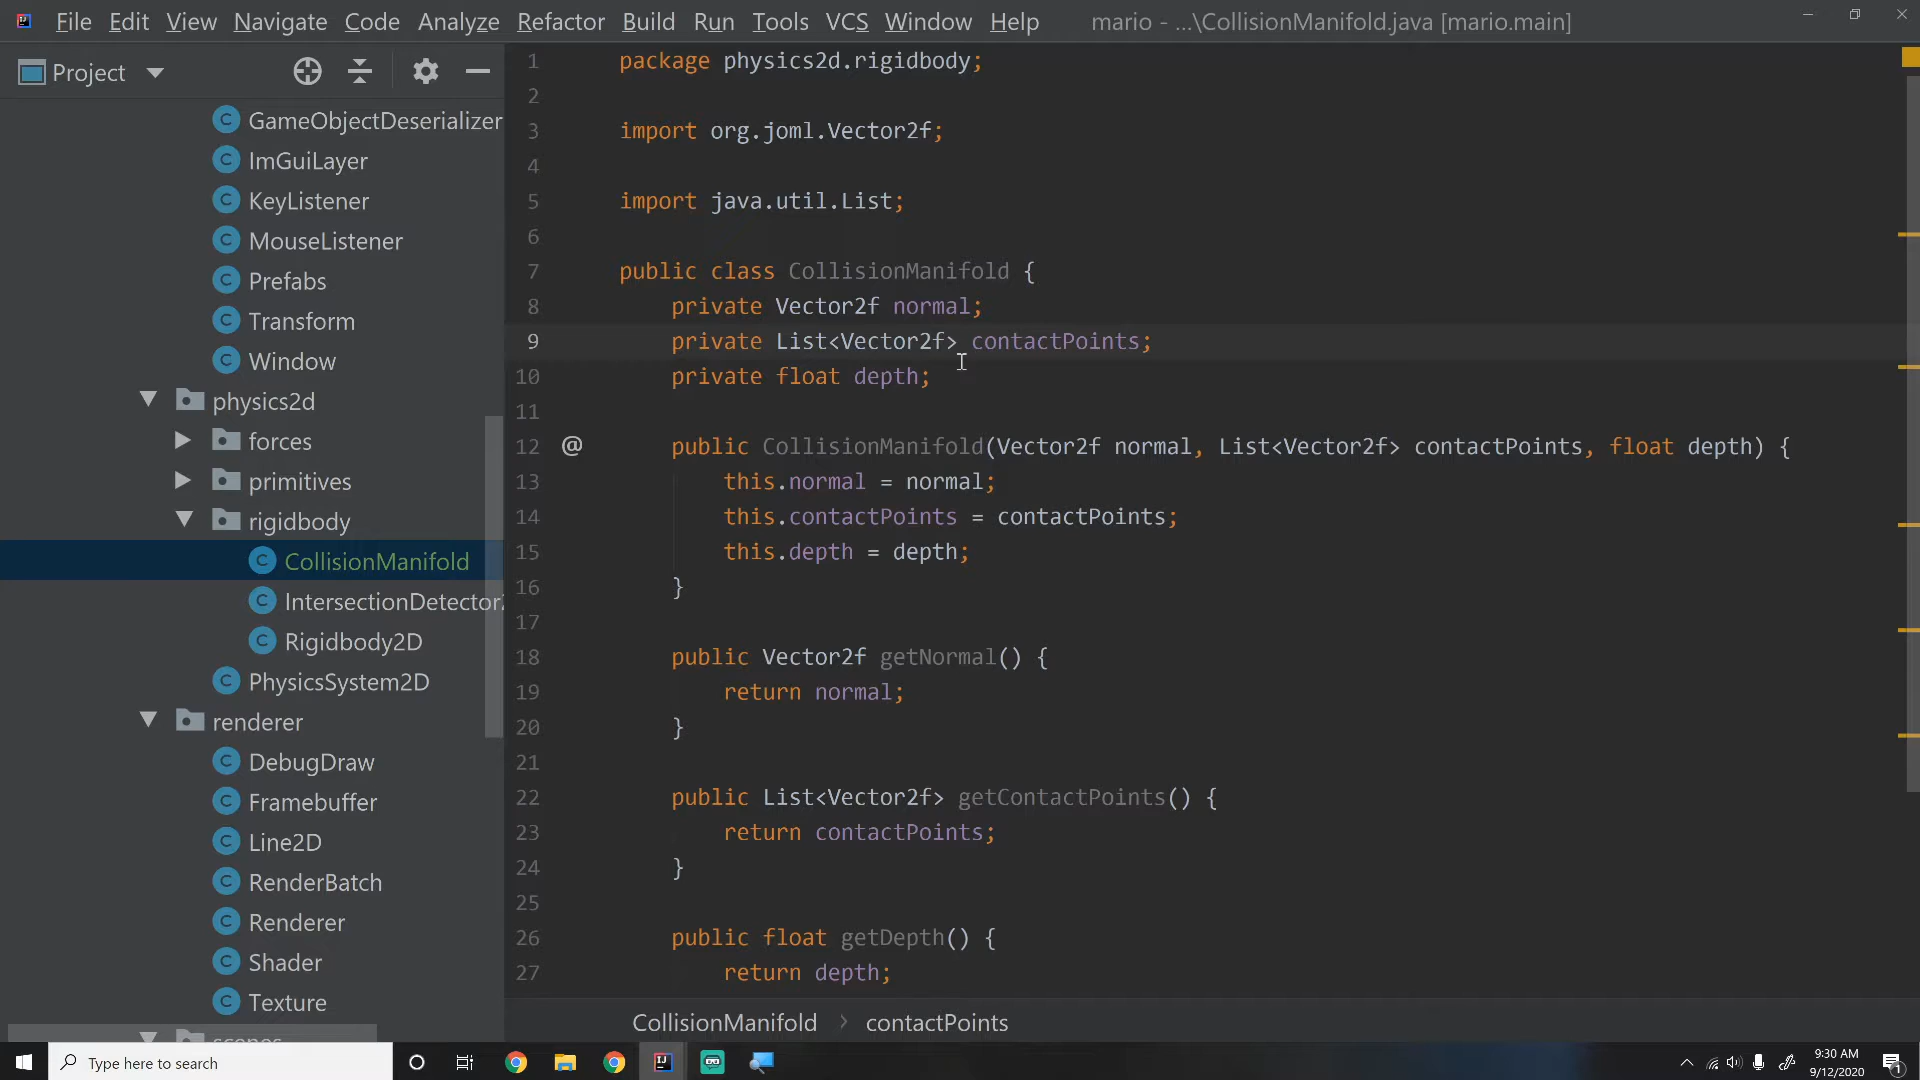 File Edit View Navigate Code Analyze Refactor Build Run Tools VCS Window Help mario - ...\CollisionManifold.java [mario.main]
Project
GameObjectDeserializer
ImGuiLayer
KeyListener
MouseListener
Prefabs
Transform
Window
physics2d
forces
primitives
rigidbody
CollisionManifold
IntersectionDetector
Rigidbody2D
PhysicsSystem2D
renderer
DebugDraw
Framebuffer
Line2D
RenderBatch
Renderer
Shader
Texture
1 package physics2d.rigidbody;
2
3 import org.joml.Vector2f;
4
5 import java.util.List;
6
7 public class CollisionManifold {
8 private Vector2f normal;
9 private List<Vector2f> contactPoints;
10 private float depth;
11
12 @ public CollisionManifold(Vector2f normal, List<Vector2f> contactPoints, float depth) {
13 this.normal = normal;
14 this.contactPoints = contactPoints;
15 this.depth = depth;
16 }
17
18 public Vector2f getNormal() {
19 return normal;
20 }
21
22 public List<Vector2f> getContactPoints() {
23 return contactPoints;
24 }
25
26 public float getDepth() {
27 return depth;
CollisionManifold › contactPoints
Type here to search
9:30 AM
9/12/2020
1